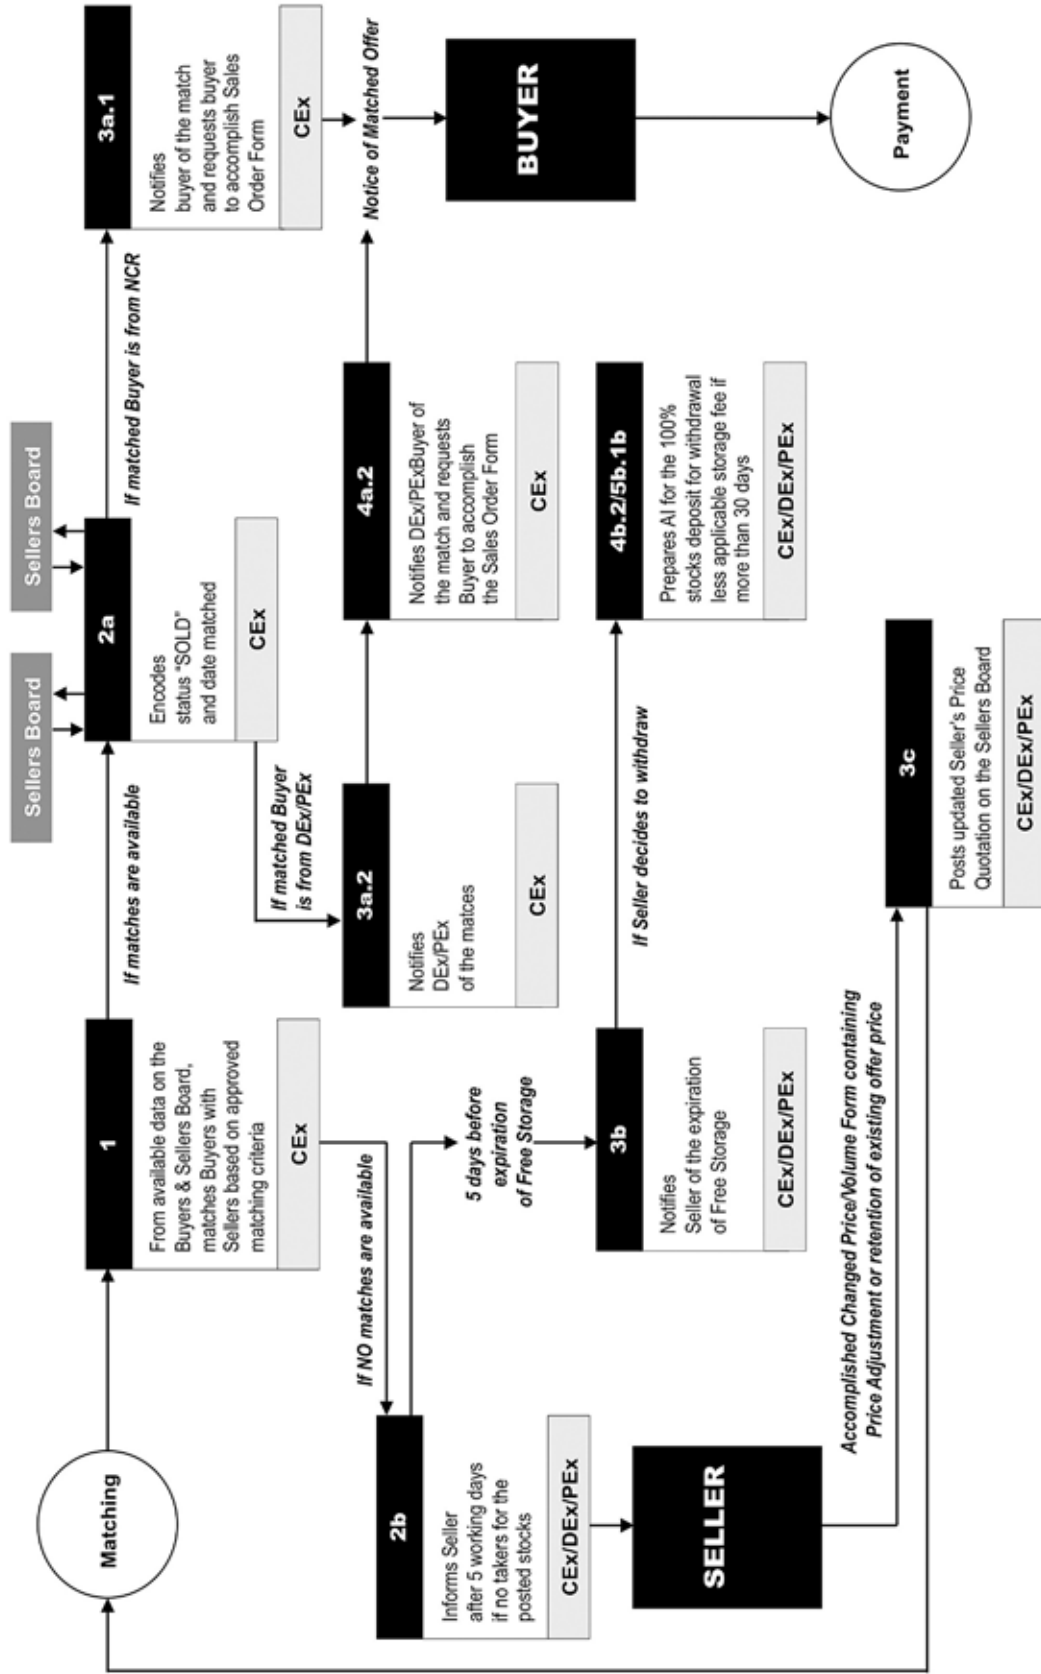 Sellers Board
Sellers Board
Matching
1
From available data on the
Buyers & Sellers Board,
matches Buyers with
Sellers based on approved
matching criteria
CEx
If matches are available
2a
Encodes
status "SOLD"
and date matched
CEx
If matched Buyer is from NCR
3a.1
Notifies
buyer of the match
and requests buyer
to accomplish Sales
Order Form
CEx
If NO matches are available
2b
Informs Seller
after 5 working days
if no takers for the
posted stocks
CEx/DEx/PEx
If matched Buyer
is from DEx/PEx
3a.2
Notifies
DEx/PEx
of the matces
CEx
4a.2
Notifies DEx/PExBuyer of
the match and requests
Buyer to accomplish
the Sales Order Form
CEx
Notice of Matched Offer
BUYER
Payment
5 days before
expiration
of Free Storage
3b
Notifies
Seller of the expiration
of Free Storage
CEx/DEx/PEx
If Seller decides to withdraw
4b.2/5b.1b
Prepares AI for the 100%
stocks deposit for withdrawal
less applicable storage fee if
more than 30 days
CEx/DEx/PEx
SELLER
Accomplished Changed Price/Volume Form containing
Price Adjustment or retention of existing offer price
3c
Posts updated Seller's Price
Quotation on the Sellers Board
CEx/DEx/PEx